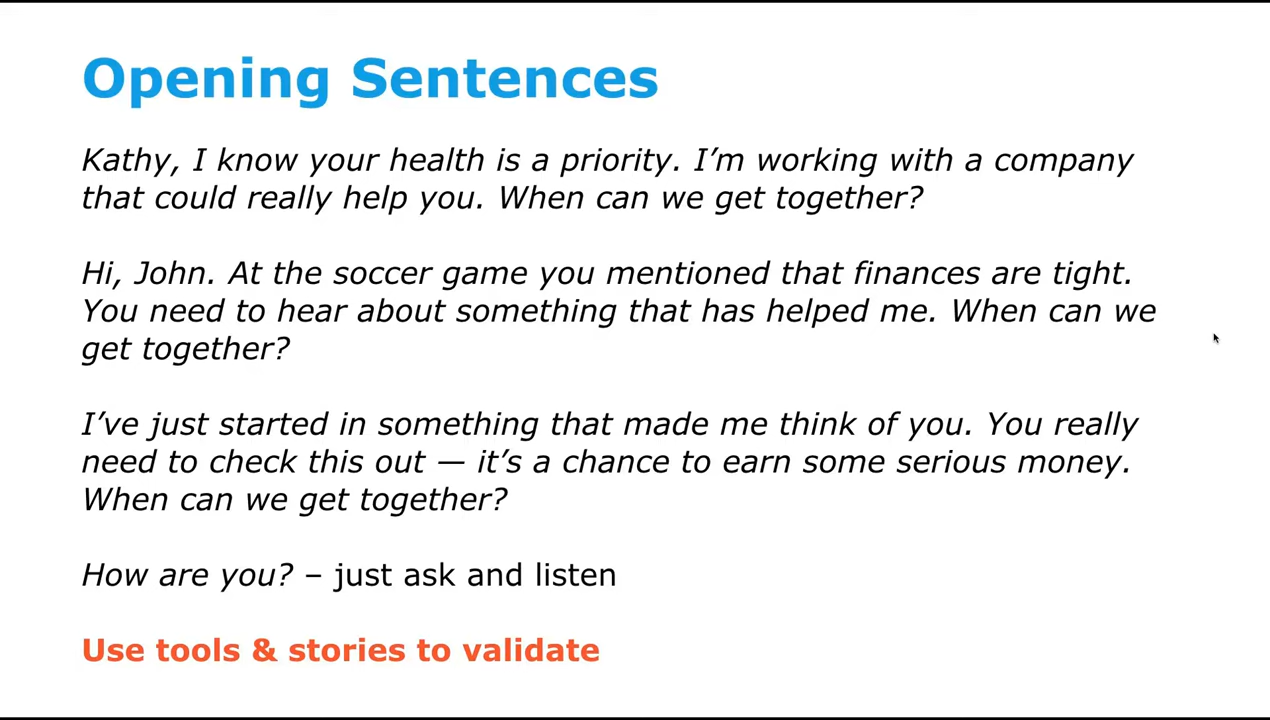 Opening Sentences
Kathy, I know your health is a priority. I’m working with a company
that could really help you. When can we get together?
Hi, John. At the soccer game you mentioned that finances are tight.
You need to hear about something that has helped me. When can we
get together?
I’ve just started in something that made me think of you. You really
need to check this out — it’s a chance to earn some serious money.
When can we get together?
How are you? – just ask and listen
Use tools & stories to validate